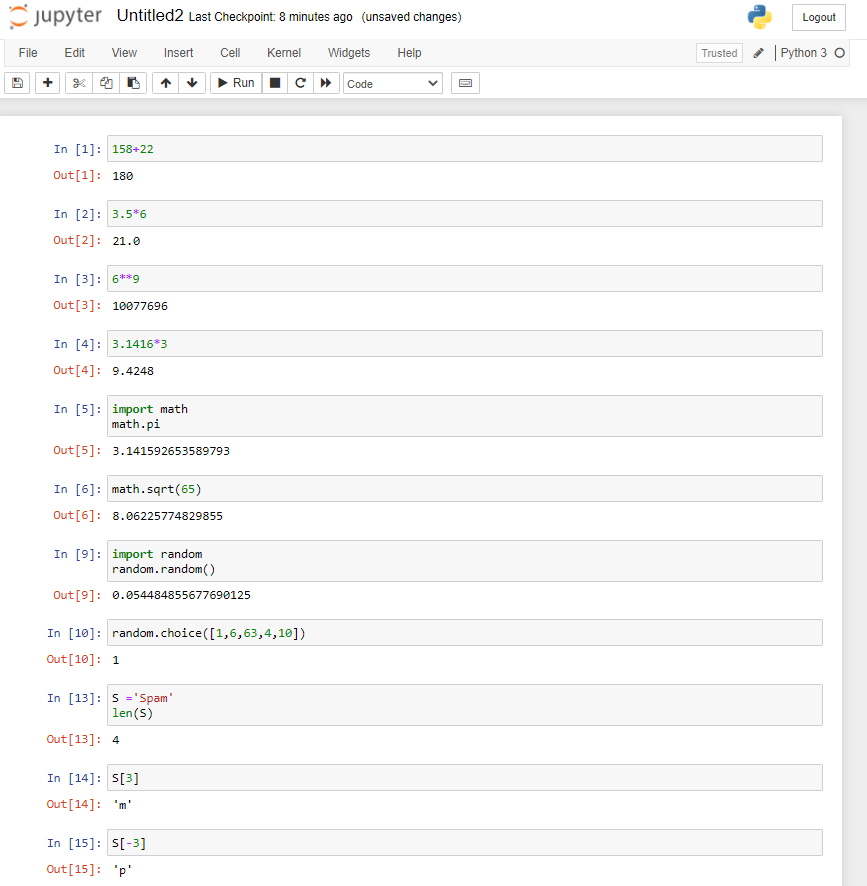 jupyter Untitled2 Last Checkpoint: 8 minutes ago (unsaved changes) Logout
File Edit View Insert Cell Kernel Widgets Help Trusted Python 3
Run Code
In [1]: 158+22
Out[1]: 180
In [2]: 3.5*6
Out[2]: 21.0
In [3]: 6**9
Out[3]: 10077696
In [4]: 3.1416*3
Out[4]: 9.4248
In [5]: import math
math.pi
Out[5]: 3.141592653589793
In [6]: math.sqrt(65)
Out[6]: 8.06225774829855
In [9]: import random
random.random()
Out[9]: 0.054484855677690125
In [10]: random.choice([1,6,63,4,10])
Out[10]: 1
In [13]: S ='Spam'
len(S)
Out[13]: 4
In [14]: S[3]
Out[14]: 'm'
In [15]: S[-3]
Out[15]: 'p'